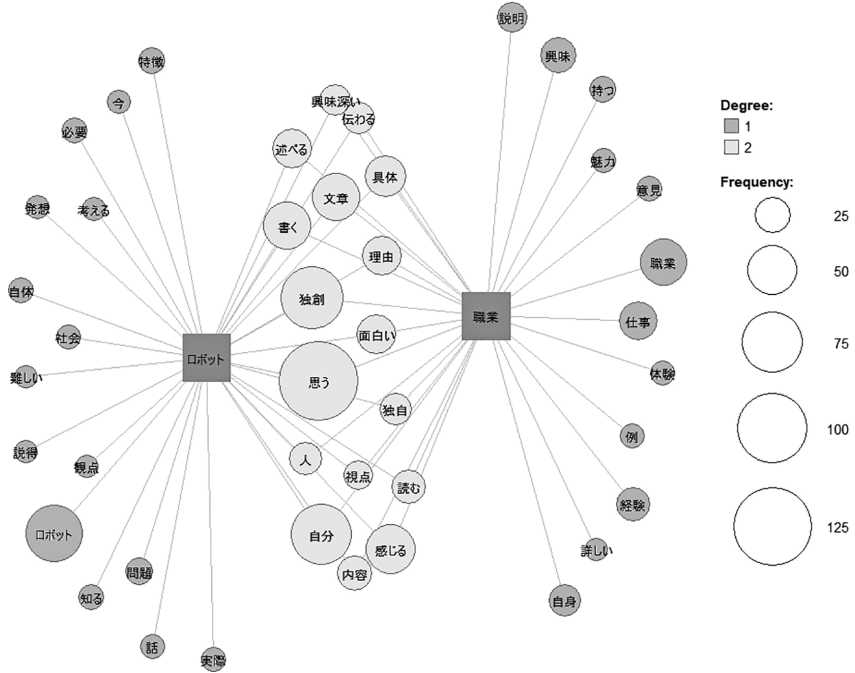 説明
興味
持つ
魅力
意見
職業
仕事
体験
例
経験
詳しい
自身
特徴
今
必要
発想
考える
自体
社会
難しい
説得
観点
ロボット
問題
知る
話
実際
興味深い
伝わる
述べる
具体
文章
書く
理由
独創
面白い
思う
独自
人
視点
読む
自分
感じる
内容
ロボット
職業
Degree:
1
2
Frequency:
25
50
75
100
125